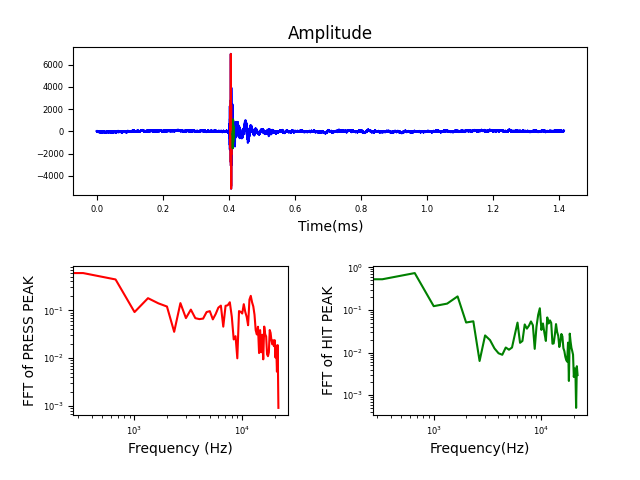 Amplitude
6000
4000
2000
0
−2000
−4000
0.0 0.2 0.4 0.6 0.8 1.0 1.2 1.4
Time(ms)
FFT of PRESS PEAK
10⁻¹
10⁻²
10⁻³
10³ 10⁴
Frequency (Hz)
FFT of HIT PEAK
10⁰
10⁻¹
10⁻²
10⁻³
10³ 10⁴
Frequency(Hz)